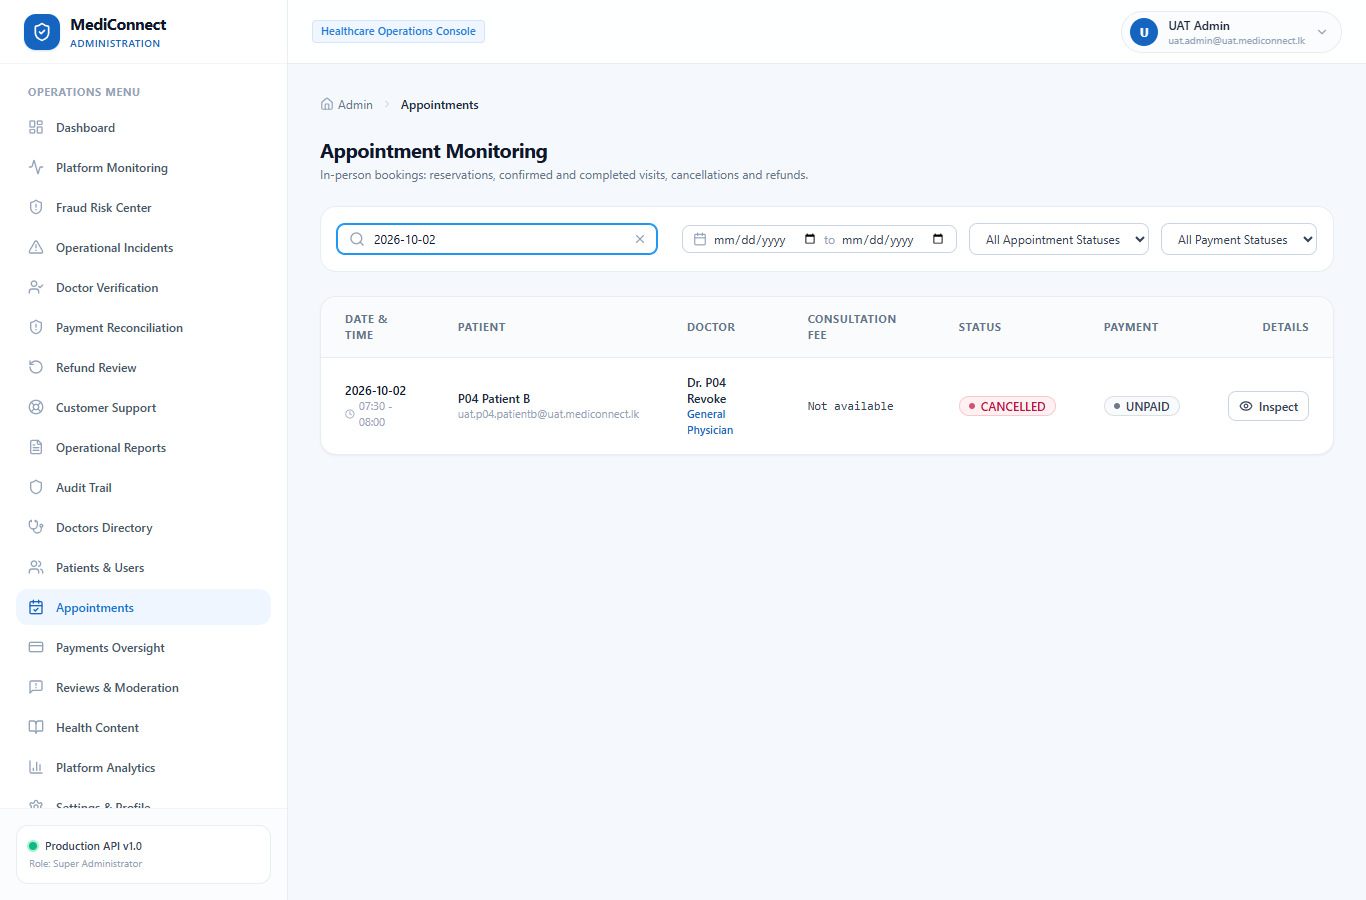 MediConnect
ADMINISTRATION
Healthcare Operations Console
U
UAT Admin
uat.admin@uat.mediconnect.lk
OPERATIONS MENU
Dashboard
Platform Monitoring
Fraud Risk Center
Operational Incidents
Doctor Verification
Payment Reconciliation
Refund Review
Customer Support
Operational Reports
Audit Trail
Doctors Directory
Patients & Users
Appointments
Payments Oversight
Reviews & Moderation
Health Content
Platform Analytics
Settings & Profile
Production API v1.0
Role: Super Administrator
Admin
Appointments
Appointment Monitoring
In-person bookings: reservations, confirmed and completed visits, cancellations and refunds.
2026-10-02
mm/dd/yyyy to mm/dd/yyyy
All Appointment Statuses
All Payment Statuses
DATE &
TIME
PATIENT
DOCTOR
CONSULTATION
FEE
STATUS
PAYMENT
DETAILS
2026-10-02
07:30 -
08:00
P04 Patient B
uat.p04.patientb@uat.mediconnect.lk
Dr. P04
Revoke
General
Physician
Not available
CANCELLED
UNPAID
Inspect